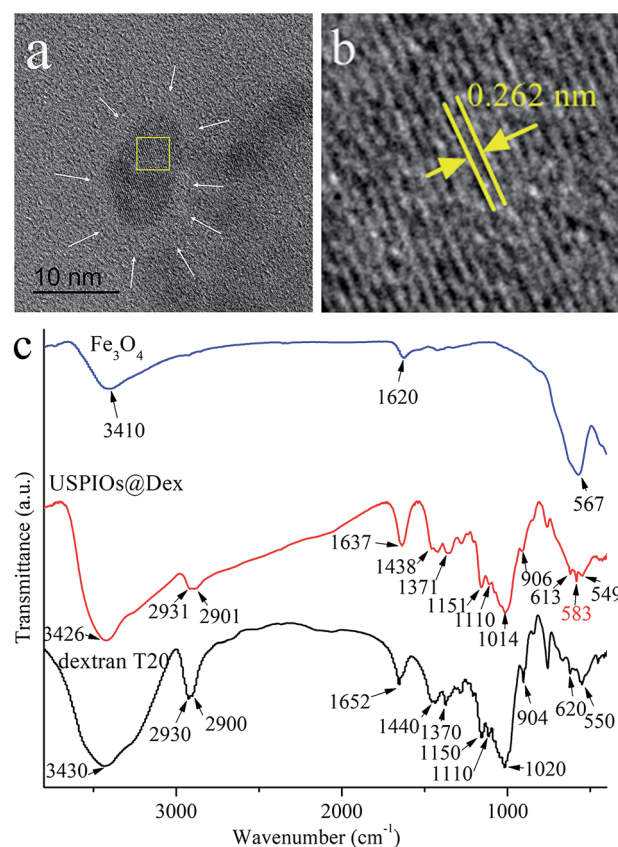 a
10 nm
b
0.262 nm
c
Fe3O4
3410
1620
567
USPIOs@Dex
3426
2931
2901
1637
1438
1371
1151
1110
1014
906
613
583
549
dextran T20
3430
2930
2900
1652
1440
1370
1150
1110
1020
904
620
550
3000 2000 1000
Wavenumber (cm-1)
Transmittance (a.u.)